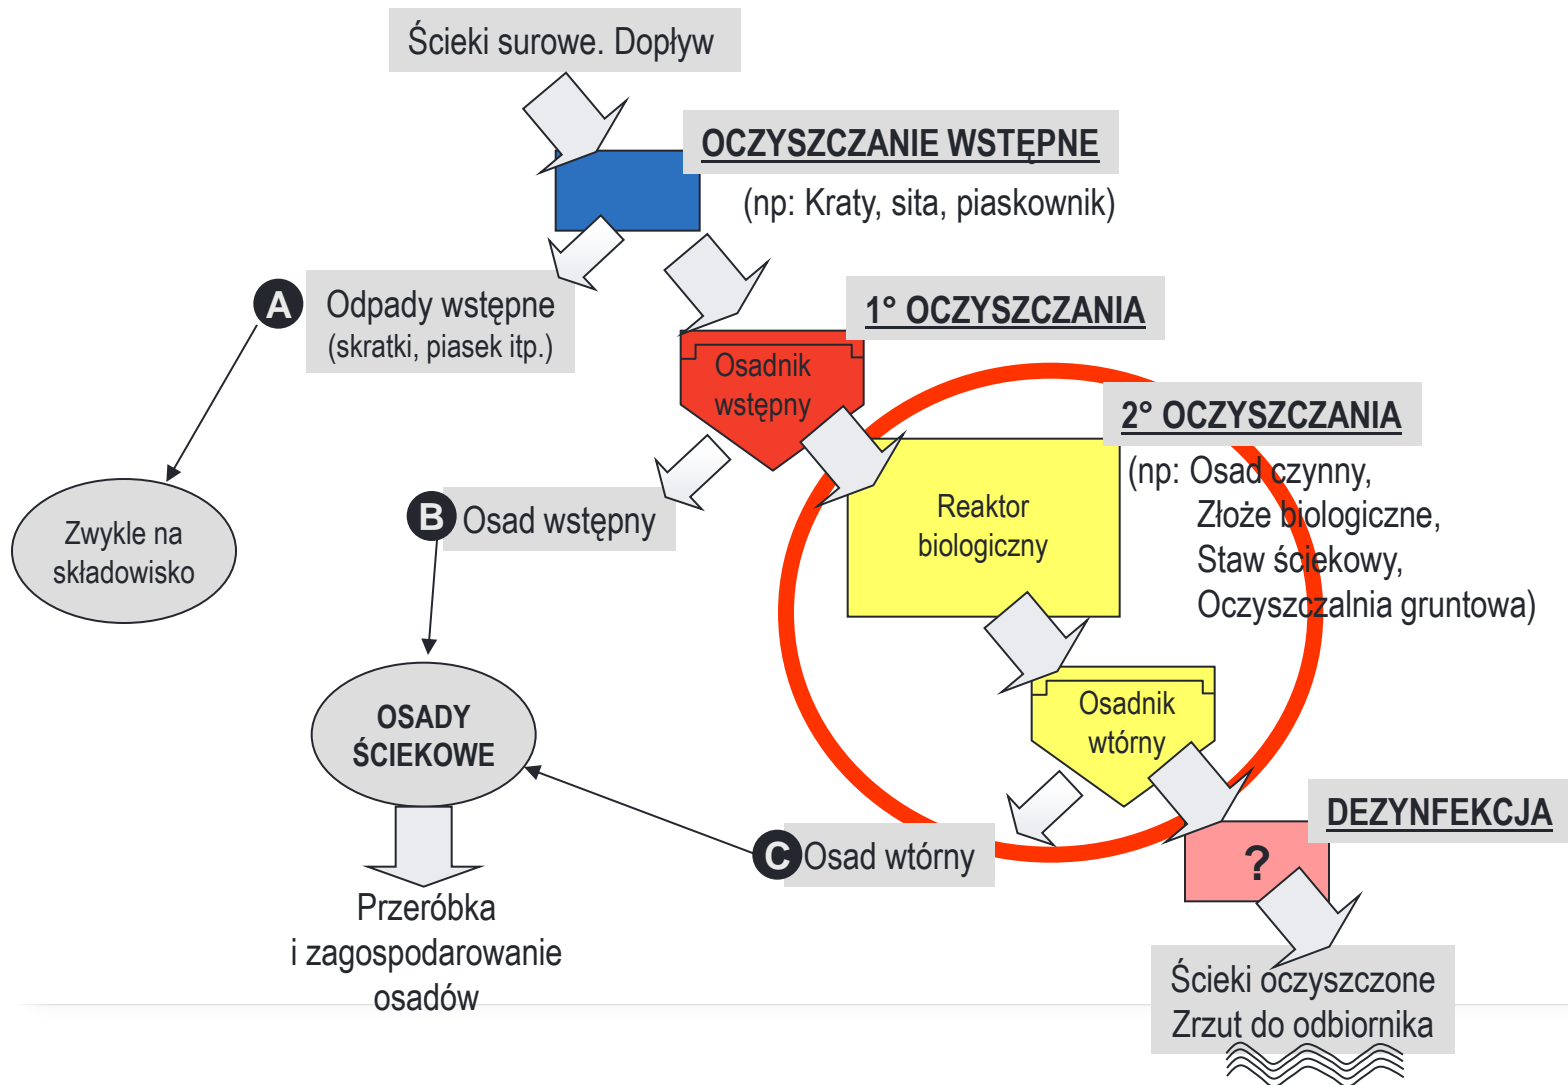 Ścieki surowe. Dopływ
OCZYSZCZANIE WSTĘPNE
(np: Kraty, sita, piaskownik)
A
Odpady wstępne
(skratki, piasek itp.)
1° OCZYSZCZANIA
Osadnik
wstępny
2° OCZYSZCZANIA
(np: Osad czynny,
Złoże biologiczne,
Staw ściekowy,
Oczyszczalnia gruntowa)
Zwykle na
składowisko
B
Osad wstępny
Reaktor
biologiczny
OSADY
ŚCIEKOWE
Osadnik
wtórny
DEZYNFEKCJA
C
Osad wtórny
?
Przeróbka
i zagospodarowanie
osadów
Ścieki oczyszczone
Zrzut do odbiornika